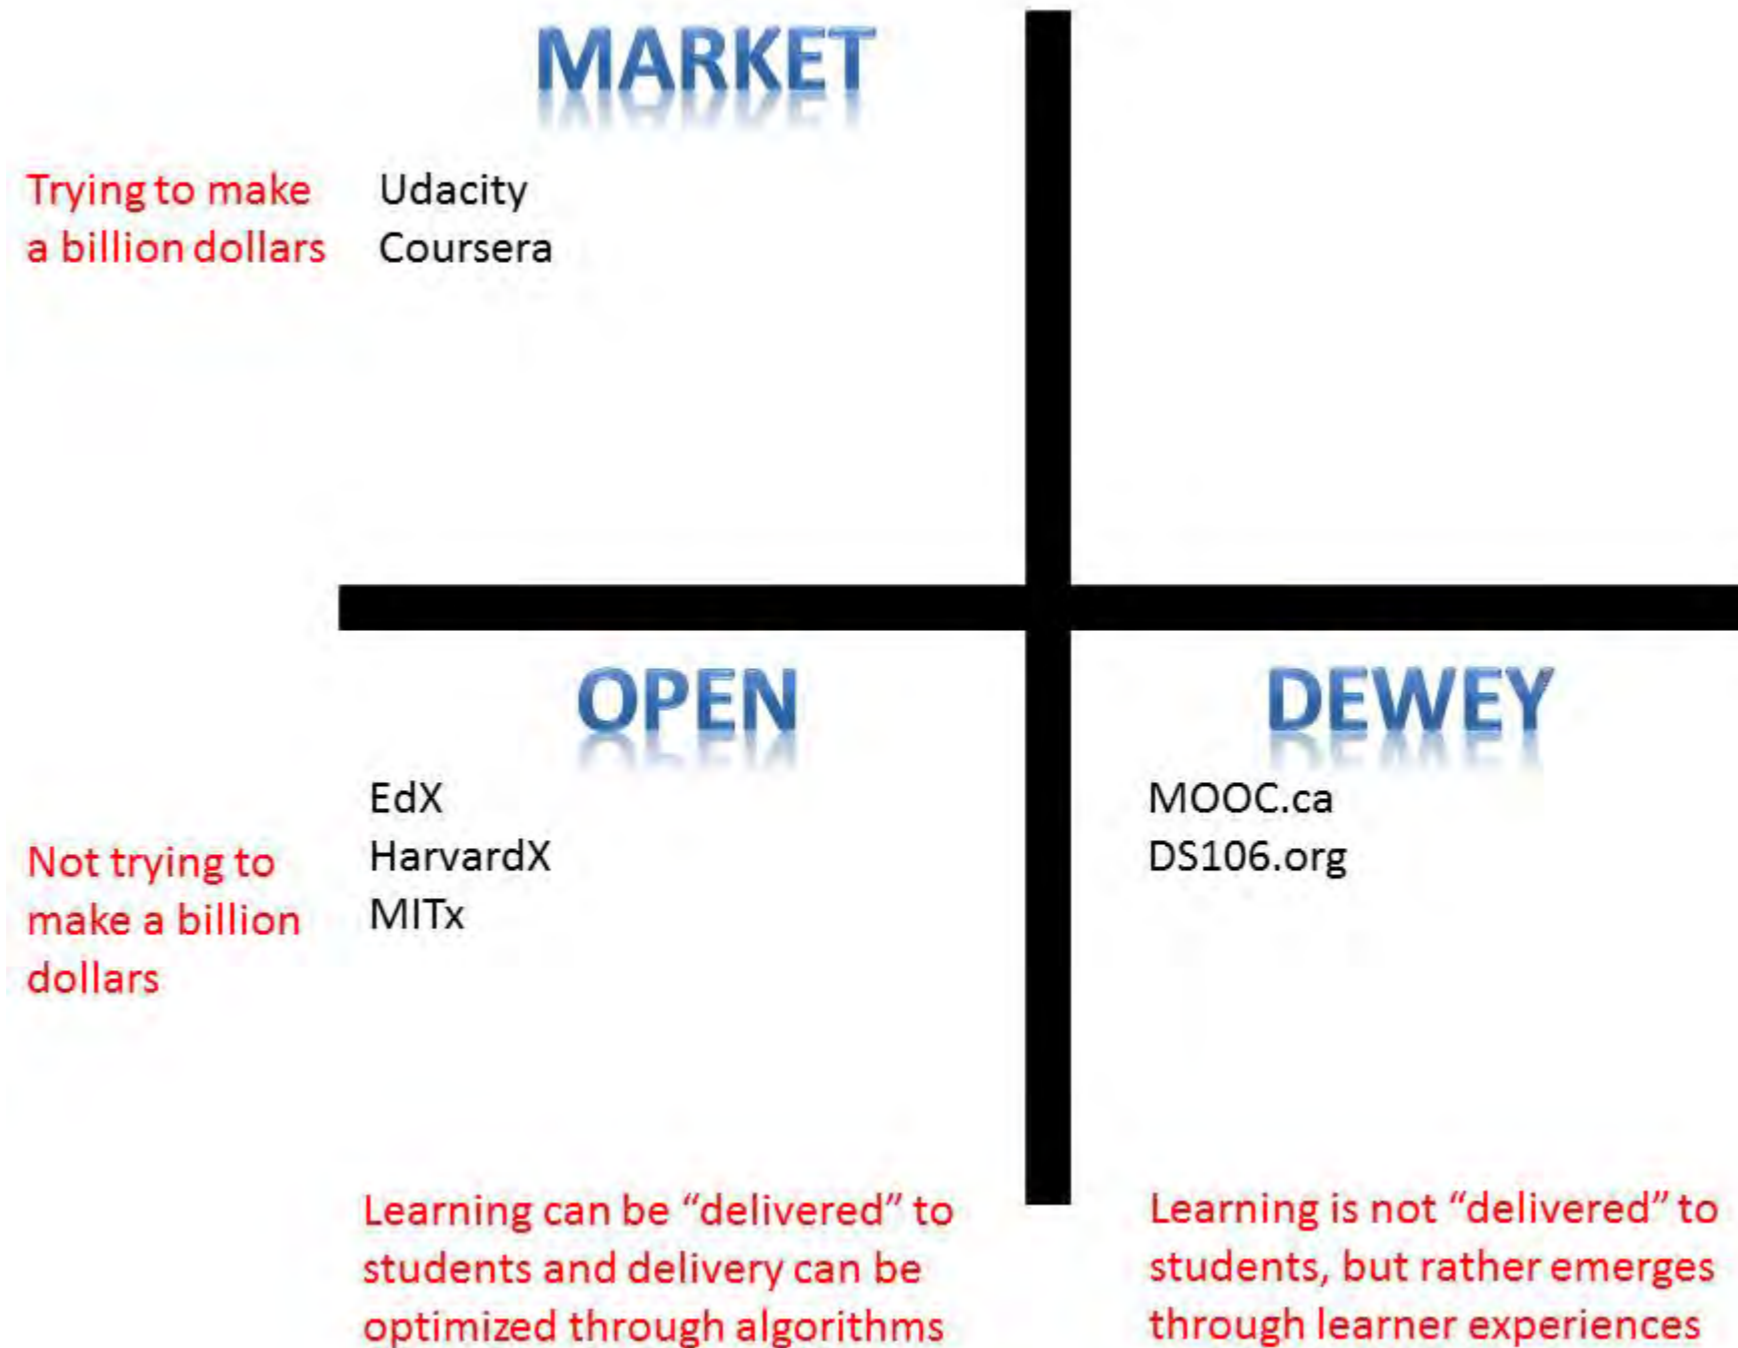 MARKET
Trying to make
a billion dollars
Udacity
Coursera
OPEN
EdX
HarvardX
MITx
DEWEY
MOOC.ca
DS106.org
Not trying to
make a billion
dollars
Learning can be “delivered” to
students and delivery can be
optimized through algorithms
Learning is not “delivered” to
students, but rather emerges
through learner experiences